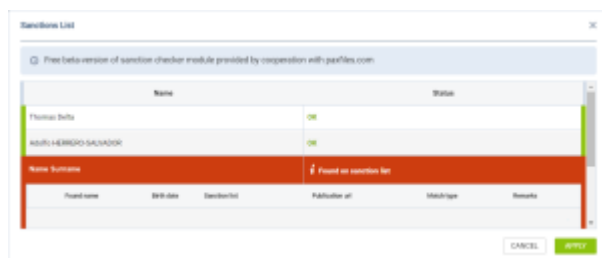 Sanctions List
Free beta version of sanction checker module provided by cooperation with paxfiles.com
Name Status
Thomas Delta OK
Adolfo HERRERO-SALVADOR OK
Name Surname Found on sanction list
Found name Birth date Sanction list Publication url Match type Remarks
CANCEL APPLY